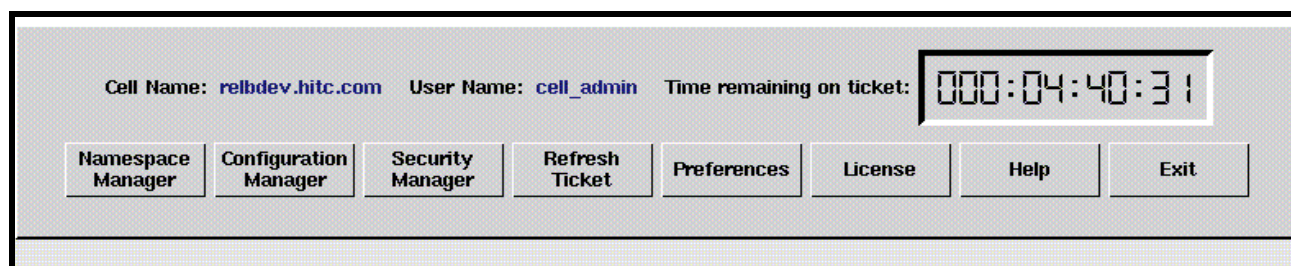 Cell Name: relbdev.hitc.com User Name: cell_admin Time remaining on ticket: 000:04:40:31
Namespace Manager Configuration Manager Security Manager Refresh Ticket Preferences License Help Exit